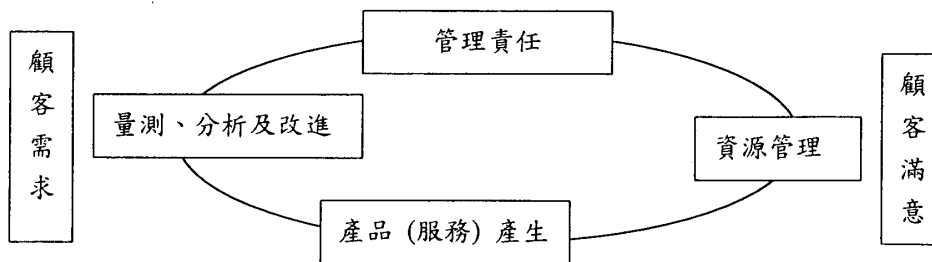 管理責任
顧客需求
量測、分析及改進
資源管理
顧客滿意
產品 (服務) 產生